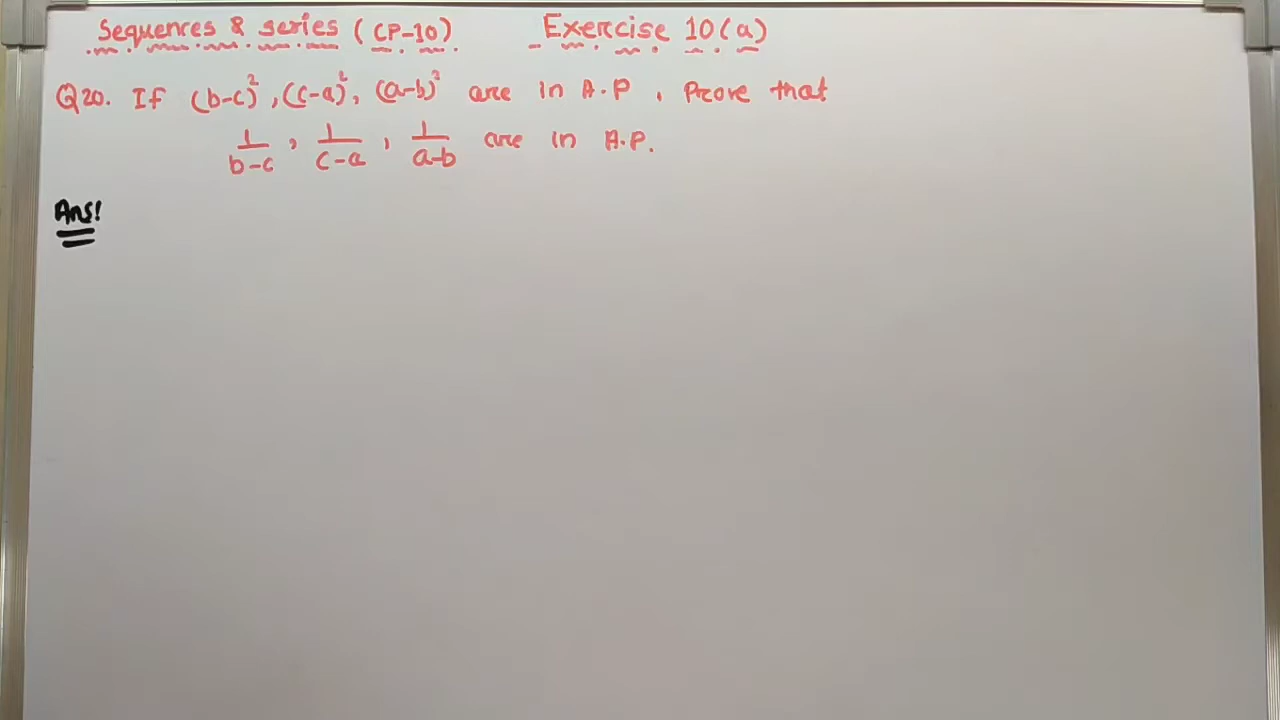 Sequences & series (CP-10) Exercise 10(a)
Q20. If (b-c)², (c-a)², (a-b)² are in A.P, Prove that
1/b-c, 1/c-a, 1/a-b are in A.P.
Ans!